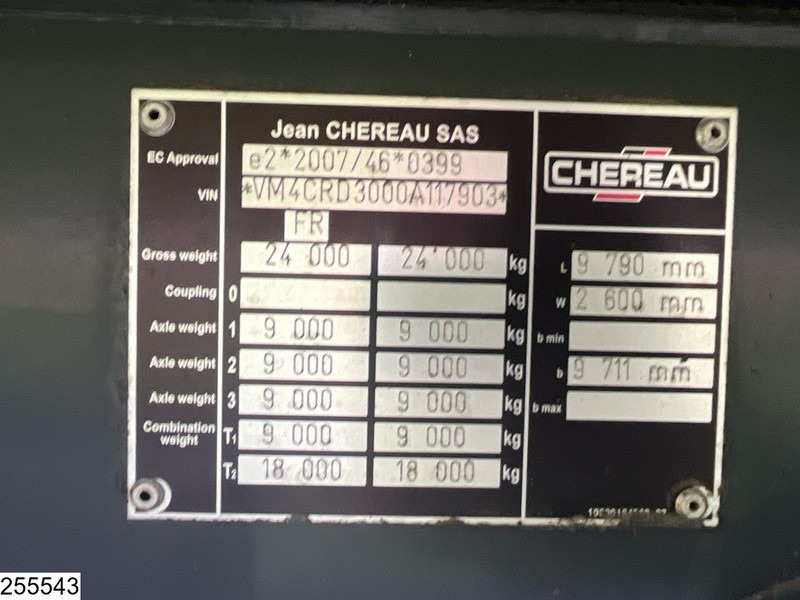 Jean CHEREAU SAS
EC Approval e2*2007/46*0399
VIN *VM4CRD3000A117903*
FR
CHEREAU
Gross weight 24 000 24 000 kg
Coupling 0 kg
Axle weight 1 9 000 9 000 kg
Axle weight 2 9 000 9 000 kg
Axle weight 3 9 000 9 000 kg
Combination weight T1 9 000 9 000 kg
T2 18 000 18 000 kg
L 9 790 mm
W 2 600 mm
b min
b 9 711 mm
b max
255543